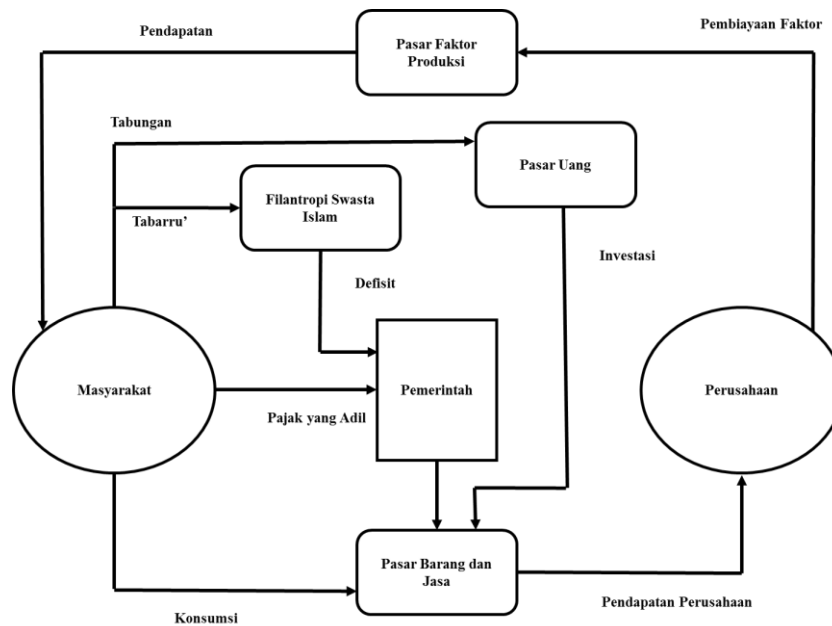 Pendapatan
Pasar Faktor
Produksi
Pembiayaan Faktor
Tabungan
Pasar Uang
Filantropi Swasta
Islam
Tabarru’
Investasi
Defisit
Masyarakat
Pemerintah
Perusahaan
Pajak yang Adil
Pasar Barang dan
Jasa
Pendapatan Perusahaan
Konsumsi